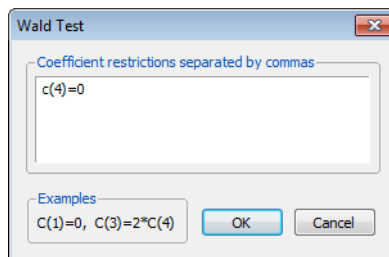 Wald Test
Coefficient restrictions separated by commas
c(4)=0
Examples
C(1)=0, C(3)=2*C(4)
OK
Cancel